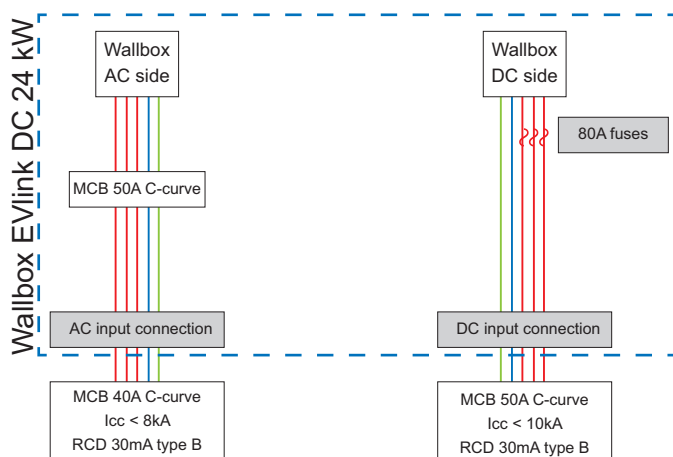 Wallbox EVlink DC 24 kW
Wallbox
AC side
MCB 50A C-curve
AC input connection
MCB 40A C-curve
Icc < 8kA
RCD 30mA type B
Wallbox
DC side
80A fuses
DC input connection
MCB 50A C-curve
Icc < 10kA
RCD 30mA type B